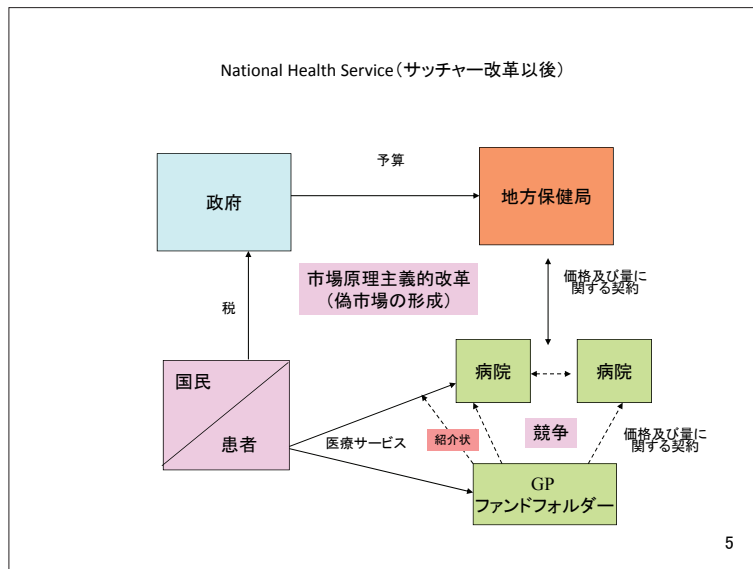 National Health Service(サッチャー改革以後)
予算
政府
地方保健局
市場原理主義的改革
(偽市場の形成)
価格及び量に
関する契約
税
国民
患者
病院
病院
医療サービス
紹介状
競争
価格及び量に
関する契約
GP
ファンドフォルダー
5